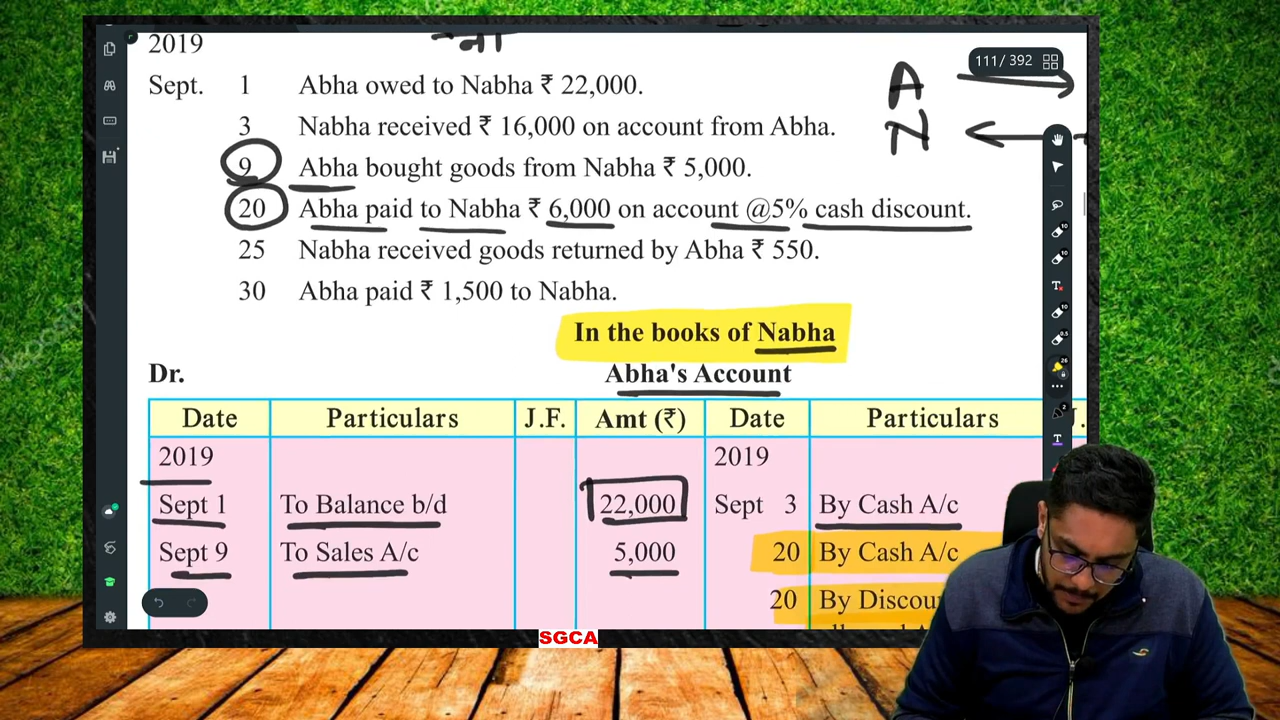 2019
111/ 392
Sept. 1 Abha owed to Nabha ₹ 22,000.
A
3 Nabha received ₹ 16,000 on account from Abha.
N
9 Abha bought goods from Nabha ₹ 5,000.
20 Abha paid to Nabha ₹ 6,000 on account @5% cash discount.
25 Nabha received goods returned by Abha ₹ 550.
30 Abha paid ₹ 1,500 to Nabha.
In the books of Nabha
Dr. Abha's Account
Date Particulars J.F. Amt (₹) Date Particulars
2019 2019
Sept 1 To Balance b/d 22,000 Sept 3 By Cash A/c
Sept 9 To Sales A/c 5,000 20 By Cash A/c
20 By
SGCA